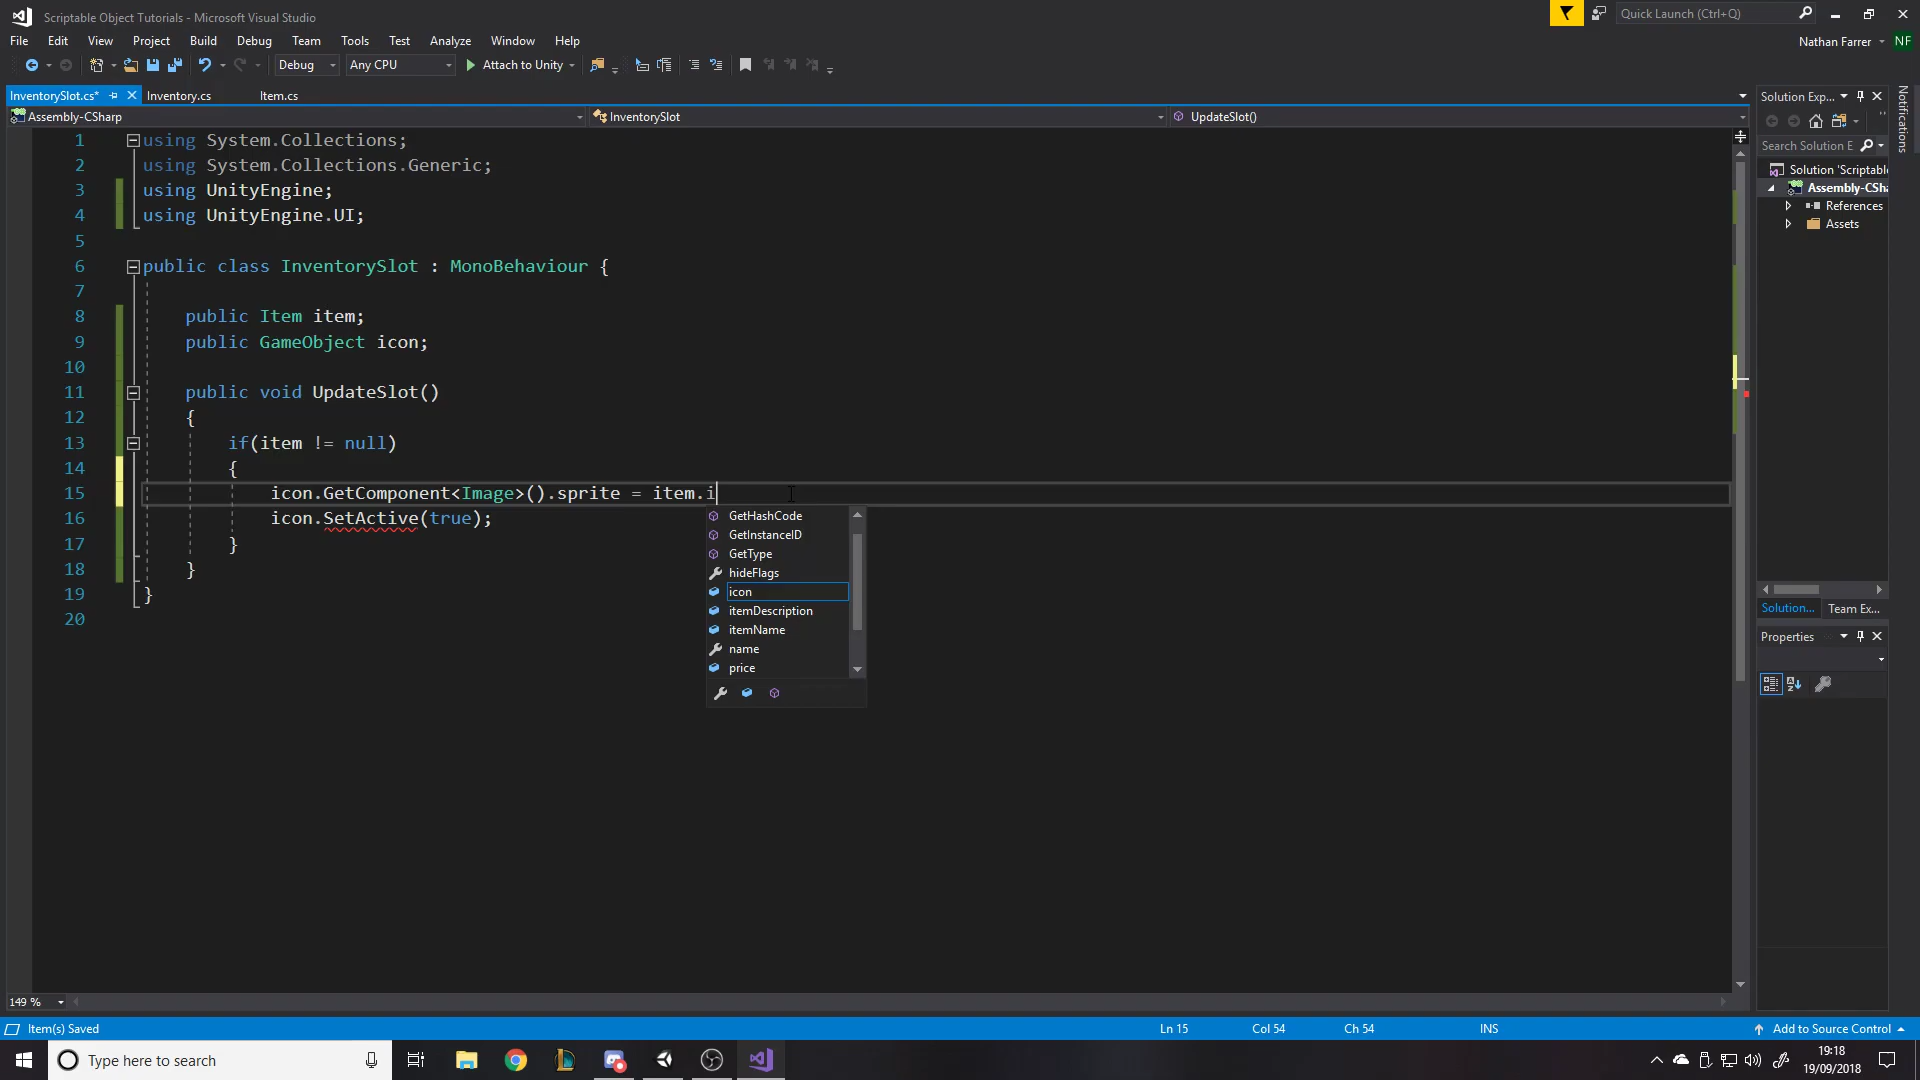 Scriptable Object Tutorials - Microsoft Visual Studio
Quick Launch (Ctrl+Q)
File Edit View Project Build Debug Team Tools Test Analyze Window Help
Nathan Farrer NF
Debug Any CPU Attach to Unity
InventorySlot.cs* Inventory.cs Item.cs
Assembly-CSharp InventorySlot UpdateSlot()
1 using System.Collections;
2 using System.Collections.Generic;
3 using UnityEngine;
4 using UnityEngine.UI;
5
6 public class InventorySlot : MonoBehaviour {
7
8 public Item item;
9 public GameObject icon;
10
11 public void UpdateSlot()
12 {
13 if(item != null)
14 {
15 icon.GetComponent<Image>().sprite = item.i
16 icon.SetActive(true);
17 }
18 }
19 }
20
GetHashCode
GetInstanceID
GetType
hideFlags
icon
itemDescription
itemName
name
price
Solution Exp...
Search Solution E
Solution 'Scriptable
Assembly-CSha
References
Assets
Solution... Team Ex...
Properties
Notifications
149 %
Item(s) Saved Ln 15 Col 54 Ch 54 INS Add to Source Control
Type here to search
19:18
19/09/2018